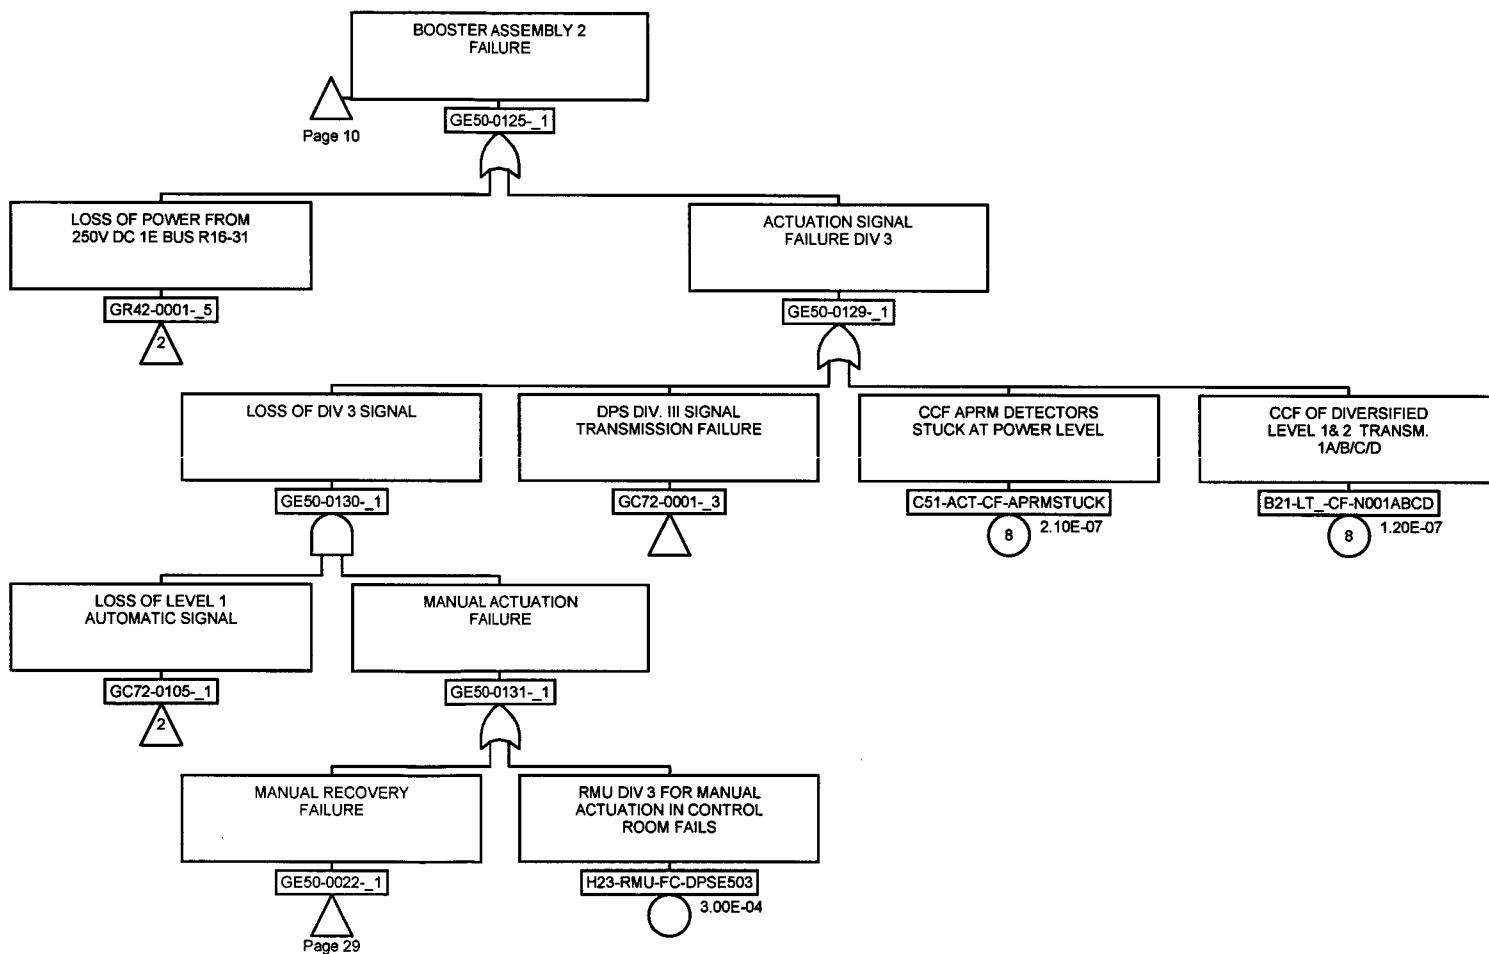 BOOSTER ASSEMBLY 2
FAILURE
Page 10
GE50-0125-_1
LOSS OF POWER FROM
250V DC 1E BUS R16-31
GR42-0001-_5
2
ACTUATION SIGNAL
FAILURE DIV 3
GE50-0129-_1
LOSS OF DIV 3 SIGNAL
GE50-0130-_1
DPS DIV. III SIGNAL
TRANSMISSION FAILURE
GC72-0001-_3
CCF APRM DETECTORS
STUCK AT POWER LEVEL
C51-ACT-CF-APRMSTUCK
8
2.10E-07
CCF OF DIVERSIFIED
LEVEL 1& 2 TRANSM.
1A/B/C/D
B21-LT_-CF-N001ABCD
8
1.20E-07
LOSS OF LEVEL 1
AUTOMATIC SIGNAL
GC72-0105-_1
2
MANUAL ACTUATION
FAILURE
GE50-0131-_1
MANUAL RECOVERY
FAILURE
GE50-0022-_1
Page 29
RMU DIV 3 FOR MANUAL
ACTUATION IN CONTROL
ROOM FAILS
H23-RMU-FC-DPSE503
3.00E-04